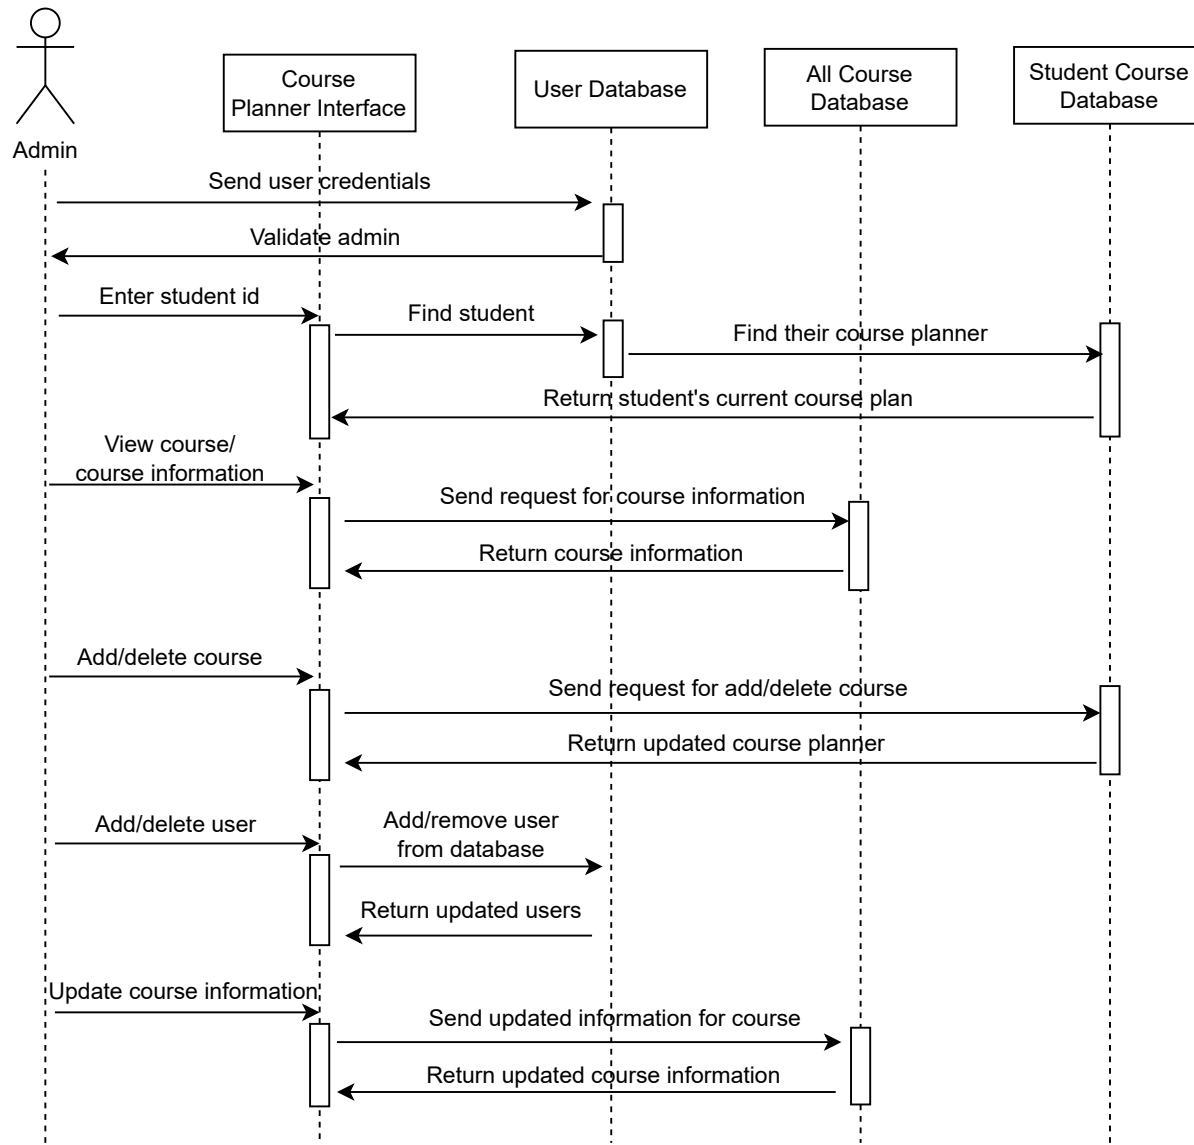 Course
Planner Interface
User Database
All Course
Database
Student Course
Database
Admin
Send user credentials
Validate admin
Enter student id
Find student
Find their course planner
Return student's current course plan
View course/
course information
Send request for course information
Return course information
Add/delete course
Send request for add/delete course
Return updated course planner
Add/delete user
Add/remove user
from database
Return updated users
Update course information
Send updated information for course
Return updated course information